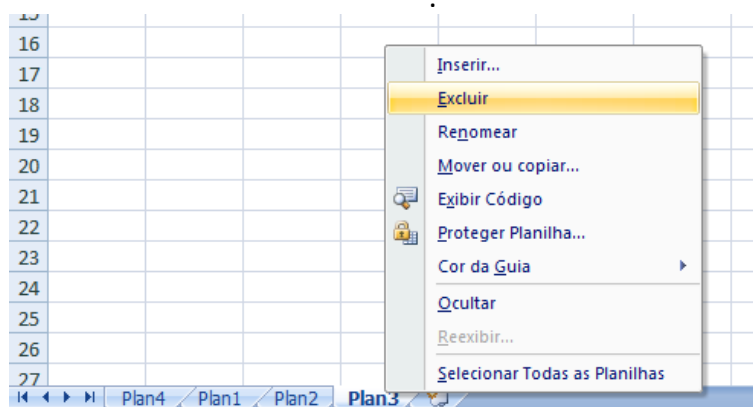 15
16
17
18
19
20
21
22
23
24
25
26
27
Inserir...
Excluir
Renomear
Mover ou copiar...
Exibir Código
Proteger Planilha...
Cor da Guia
Ocultar
Reexibir...
Selecionar Todas as Planilhas
Plan4 Plan1 Plan2 Plan3